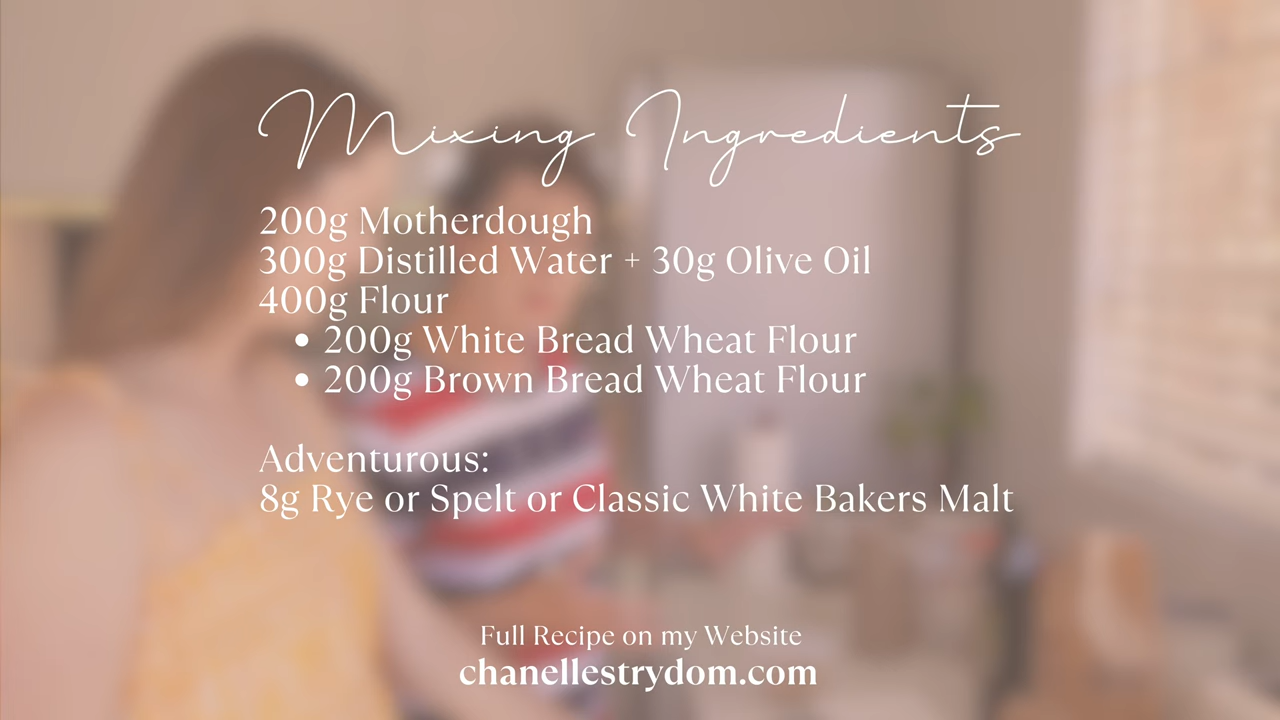 Mixing Ingredients
200g Motherdough
300g Distilled Water + 30g Olive Oil
400g Flour
• 200g White Bread Wheat Flour
• 200g Brown Bread Wheat Flour
Adventurous:
8g Rye or Spelt or Classic White Bakers Malt
Full Recipe on my Website
chanellestrydom.com